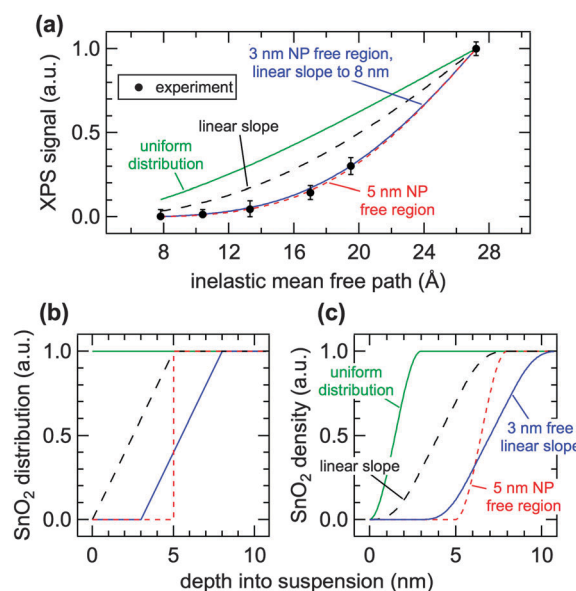 (a)
XPS signal (a.u.)
1.0
0.5
0.0
experiment
3 nm NP free region,
linear slope to 8 nm
linear slope
uniform
distribution
5 nm NP
free region
8
12
16
20
24
28
inelastic mean free path (Å)
(b)
SnO₂ distribution (a.u.)
1.0
0.5
0.0
0
5
10
(c)
SnO₂ density (a.u.)
1.0
0.5
0.0
uniform
distribution
linear slope
3 nm free
linear slope
5 nm NP
free region
0
5
10
depth into suspension (nm)